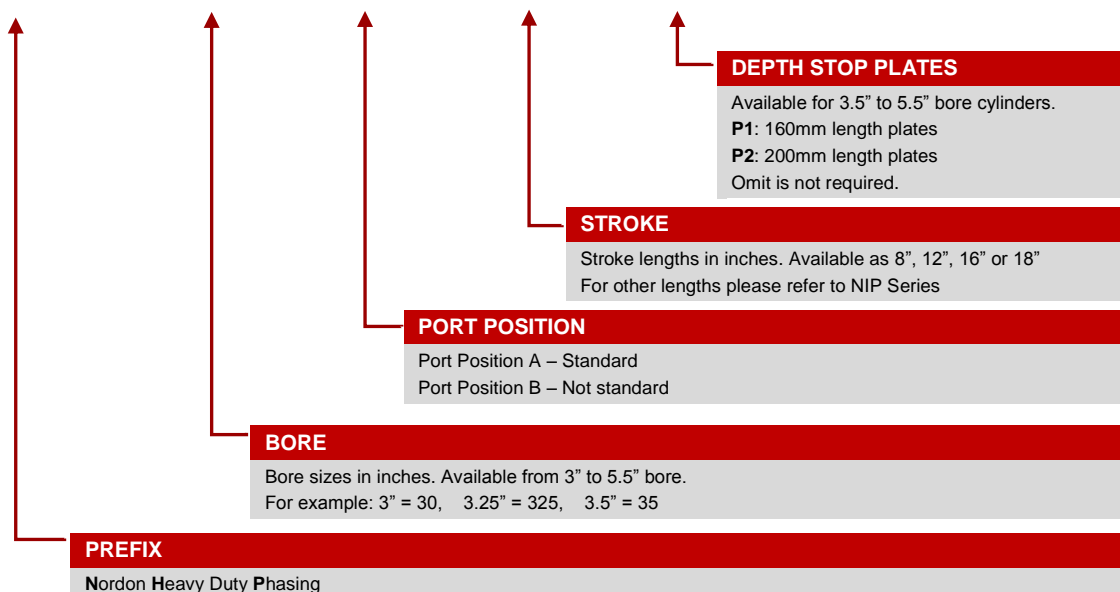 DEPTH STOP PLATES
Available for 3.5” to 5.5” bore cylinders.
P1: 160mm length plates
P2: 200mm length plates
Omit is not required.
STROKE
Stroke lengths in inches. Available as 8”, 12”, 16” or 18”
For other lengths please refer to NIP Series
PORT POSITION
Port Position A – Standard
Port Position B – Not standard
BORE
Bore sizes in inches. Available from 3” to 5.5” bore.
For example: 3” = 30, 3.25” = 325, 3.5” = 35
PREFIX
Nordon Heavy Duty Phasing